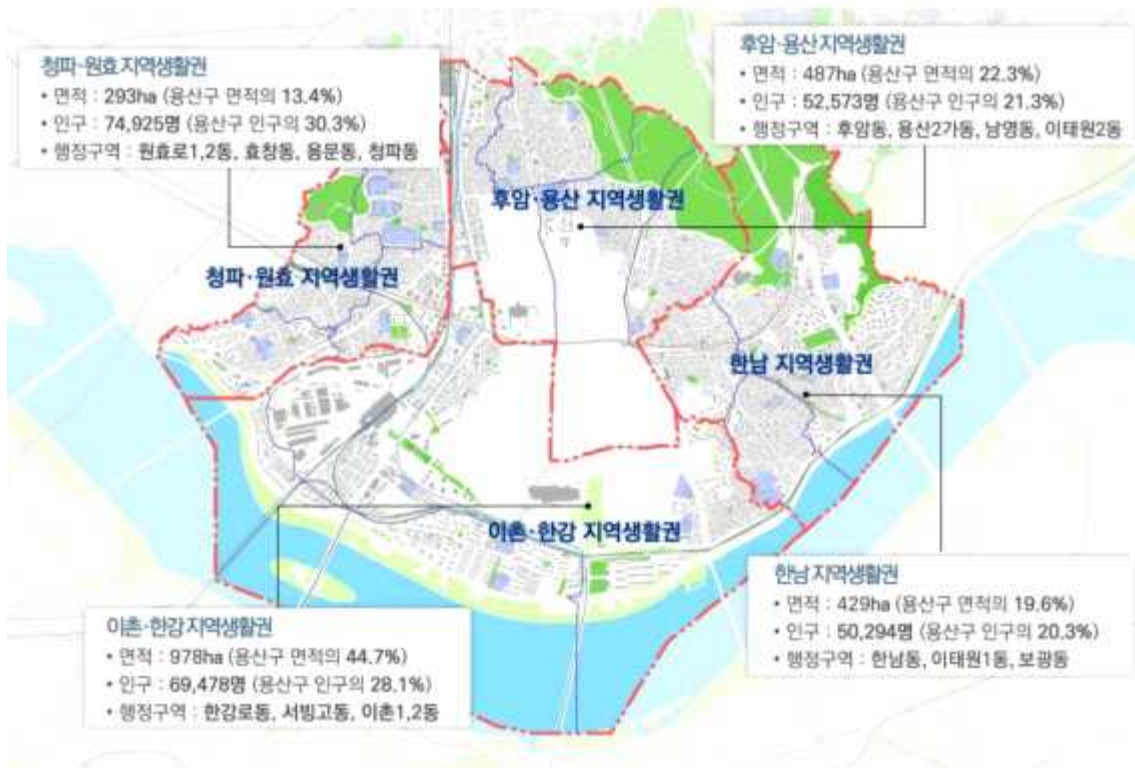 청파·원효 지역생활권
• 면적 : 293ha (용산구 면적의 13.4%)
• 인구 : 74,925명 (용산구 인구의 30.3%)
• 행정구역 : 원효로1,2동, 효창동, 용문동, 청파동
후암·용산 지역생활권
• 면적 : 487ha (용산구 면적의 22.3%)
• 인구 : 52,573명 (용산구 인구의 21.3%)
• 행정구역 : 후암동, 용산2가동, 남영동, 이태원2동
후암·용산 지역생활권
청파·원효 지역생활권
한남 지역생활권
이촌·한강 지역생활권
이촌·한강 지역생활권
• 면적 : 978ha (용산구 면적의 44.7%)
• 인구 : 69,478명 (용산구 인구의 28.1%)
• 행정구역 : 한강로동, 서빙고동, 이촌1,2동
한남 지역생활권
• 면적 : 429ha (용산구 면적의 19.6%)
• 인구 : 50,294명 (용산구 인구의 20.3%)
• 행정구역 : 한남동, 이태원1동, 보광동